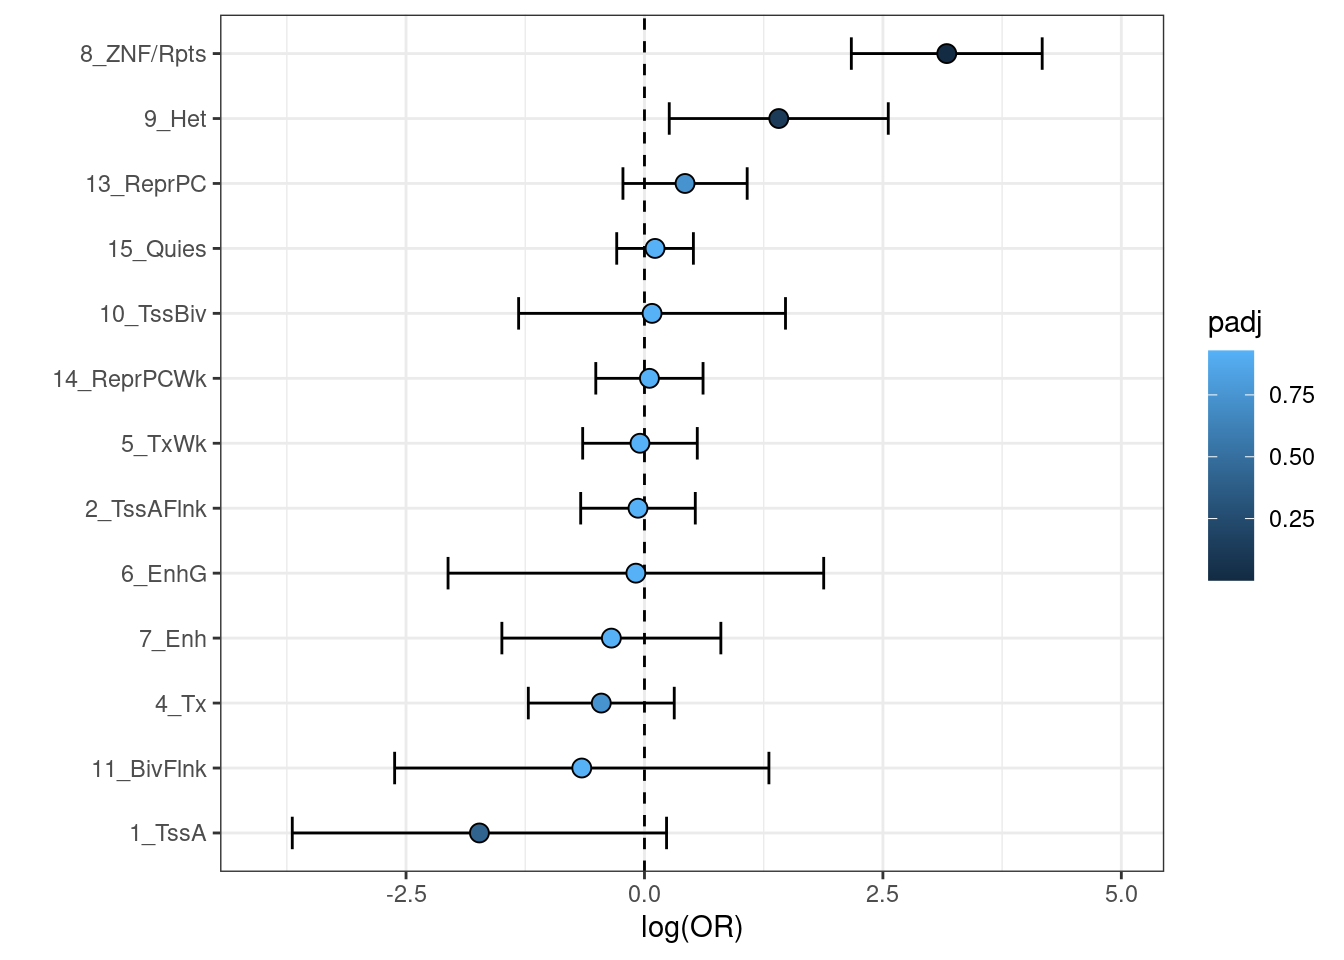 8_ZNF/Rpts
9_Het
13_ReprPC
15_Quies
10_TssBiv
14_ReprPCWk
5_TxWk
2_TssAFlnk
6_EnhG
7_Enh
4_Tx
11_BivFlnk
1_TssA
-2.5 0.0 2.5 5.0
log(OR)
padj
0.75
0.50
0.25